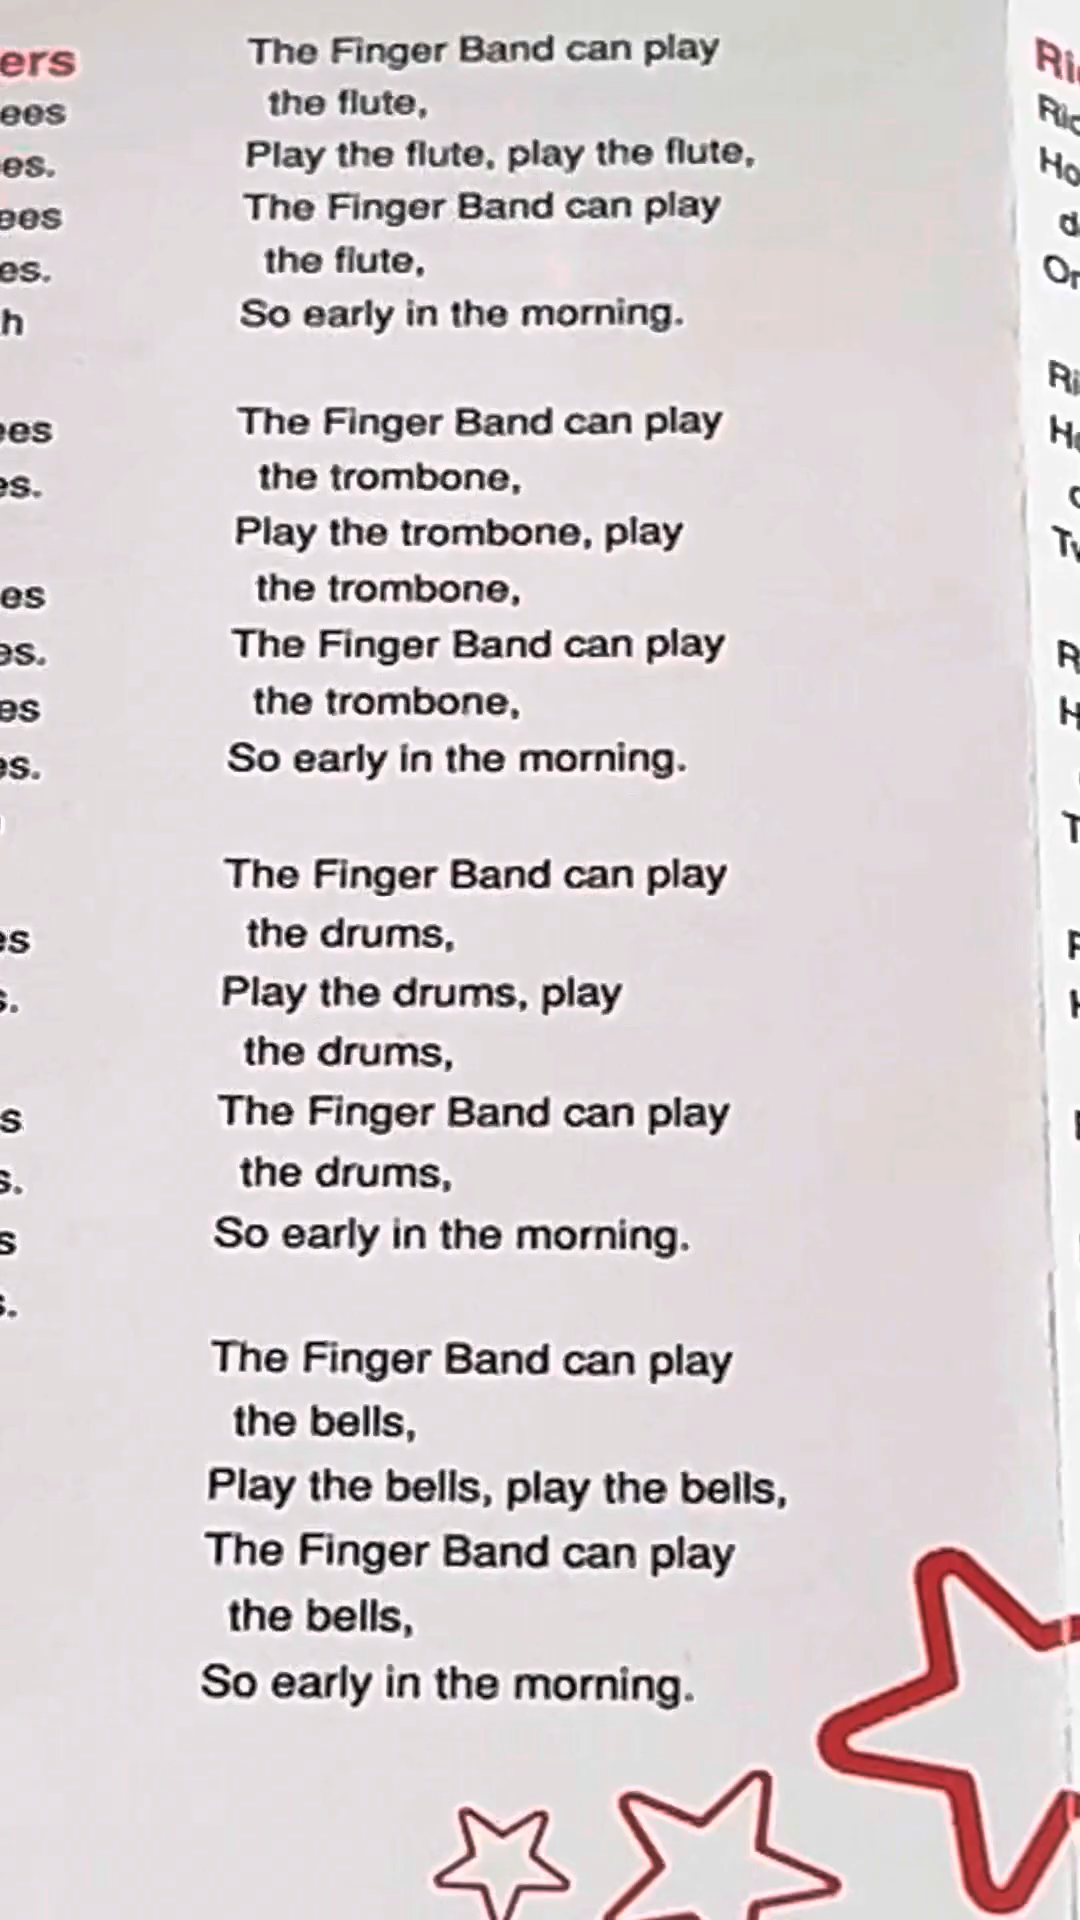 The Finger Band can play
the flute,
Play the flute, play the flute,
The Finger Band can play
the flute,
So early in the morning.
The Finger Band can play
the trombone,
Play the trombone, play
the trombone,
The Finger Band can play
the trombone,
So early in the morning.
The Finger Band can play
the drums,
Play the drums, play
the drums,
The Finger Band can play
the drums,
So early in the morning.
The Finger Band can play
the bells,
Play the bells, play the bells,
The Finger Band can play
the bells,
So early in the morning.